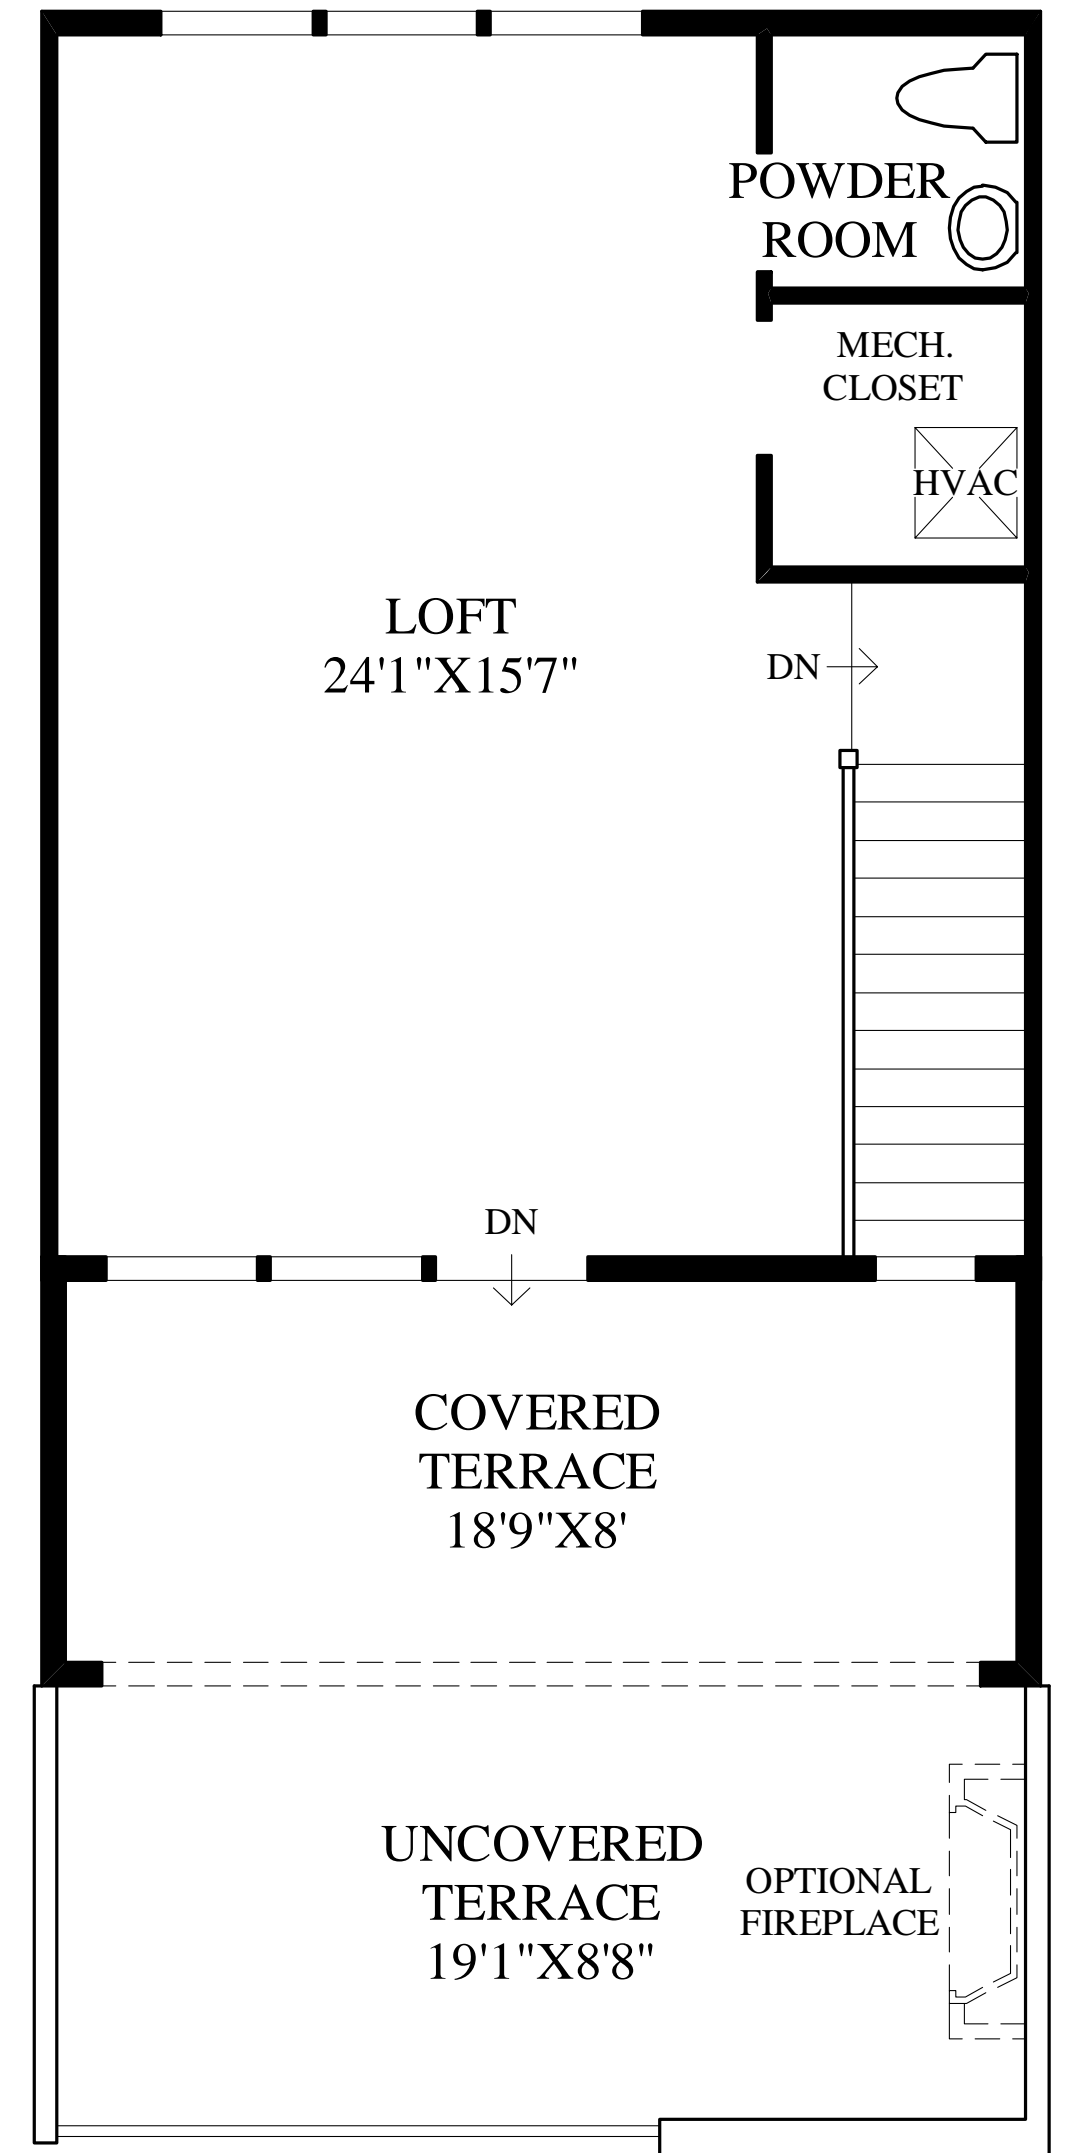 POWDER
ROOM
MECH.
CLOSET
HVAC
LOFT
24'1"X15'7"
DN
DN
COVERED
TERRACE
18'9"X8'
UNCOVERED
TERRACE
19'1"X8'8"
OPTIONAL
FIREPLACE